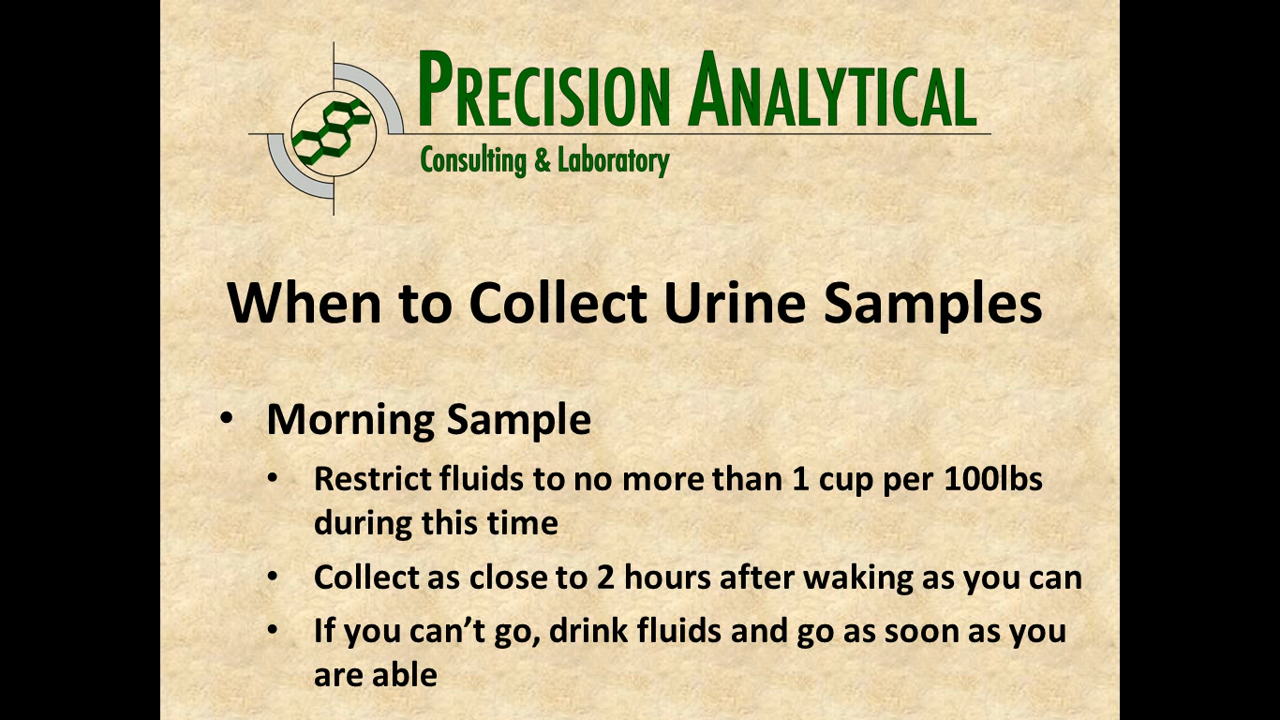 PRECISION ANALYTICAL
Consulting & Laboratory
When to Collect Urine Samples
• Morning Sample
• Restrict fluids to no more than 1 cup per 100lbs
during this time
• Collect as close to 2 hours after waking as you can
• If you can’t go, drink fluids and go as soon as you
are able